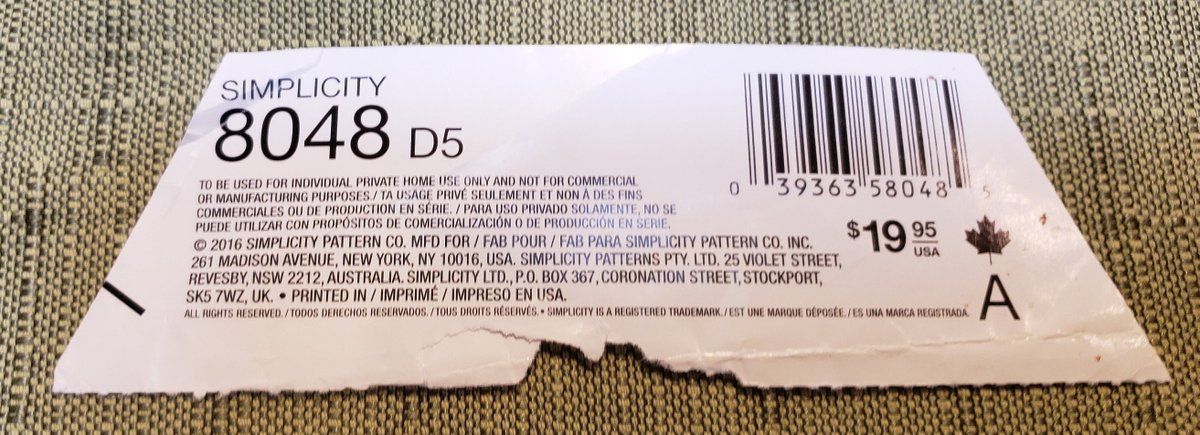 SIMPLICITY
8048 D5
TO BE USED FOR INDIVIDUAL PRIVATE HOME USE ONLY AND NOT FOR COMMERCIAL
OR MANUFACTURING PURPOSES./ TA USAGE PRIVÉ SEULEMENT ET NON À DES FINS
COMMERCIALES OU DE PRODUCTION EN SÉRIE. / PARA USO PRIVADO SOLAMENTE, NO SE
PUEDE UTILIZAR CON PROPÓSITOS DE COMERCIALIZACIÓN O DE PRODUCCIÓN EN SERIE.
© 2016 SIMPLICITY PATTERN CO. MFD FOR / FAB POUR / FAB PARA SIMPLICITY PATTERN CO. INC.
261 MADISON AVENUE, NEW YORK, NY 10016, USA. SIMPLICITY PATTERNS PTY. LTD. 25 VIOLET STREET,
REVESBY, NSW 2212, AUSTRALIA. SIMPLICITY LTD., P.O. BOX 367, CORONATION STREET, STOCKPORT,
SK5 7WZ, UK. • PRINTED IN / IMPRIMÉ / IMPRESO EN USA.
ALL RIGHTS RESERVED. / TODOS DERECHOS RESERVADOS. / TOUS DROITS RÉSERVÉS. • SIMPLICITY IS A REGISTERED TRADEMARK. / EST UNE MARQUE DÉPOSÉE. / ES UNA MARCA REGISTRADA.
0 39363 58048 5
$19.95
USA
A